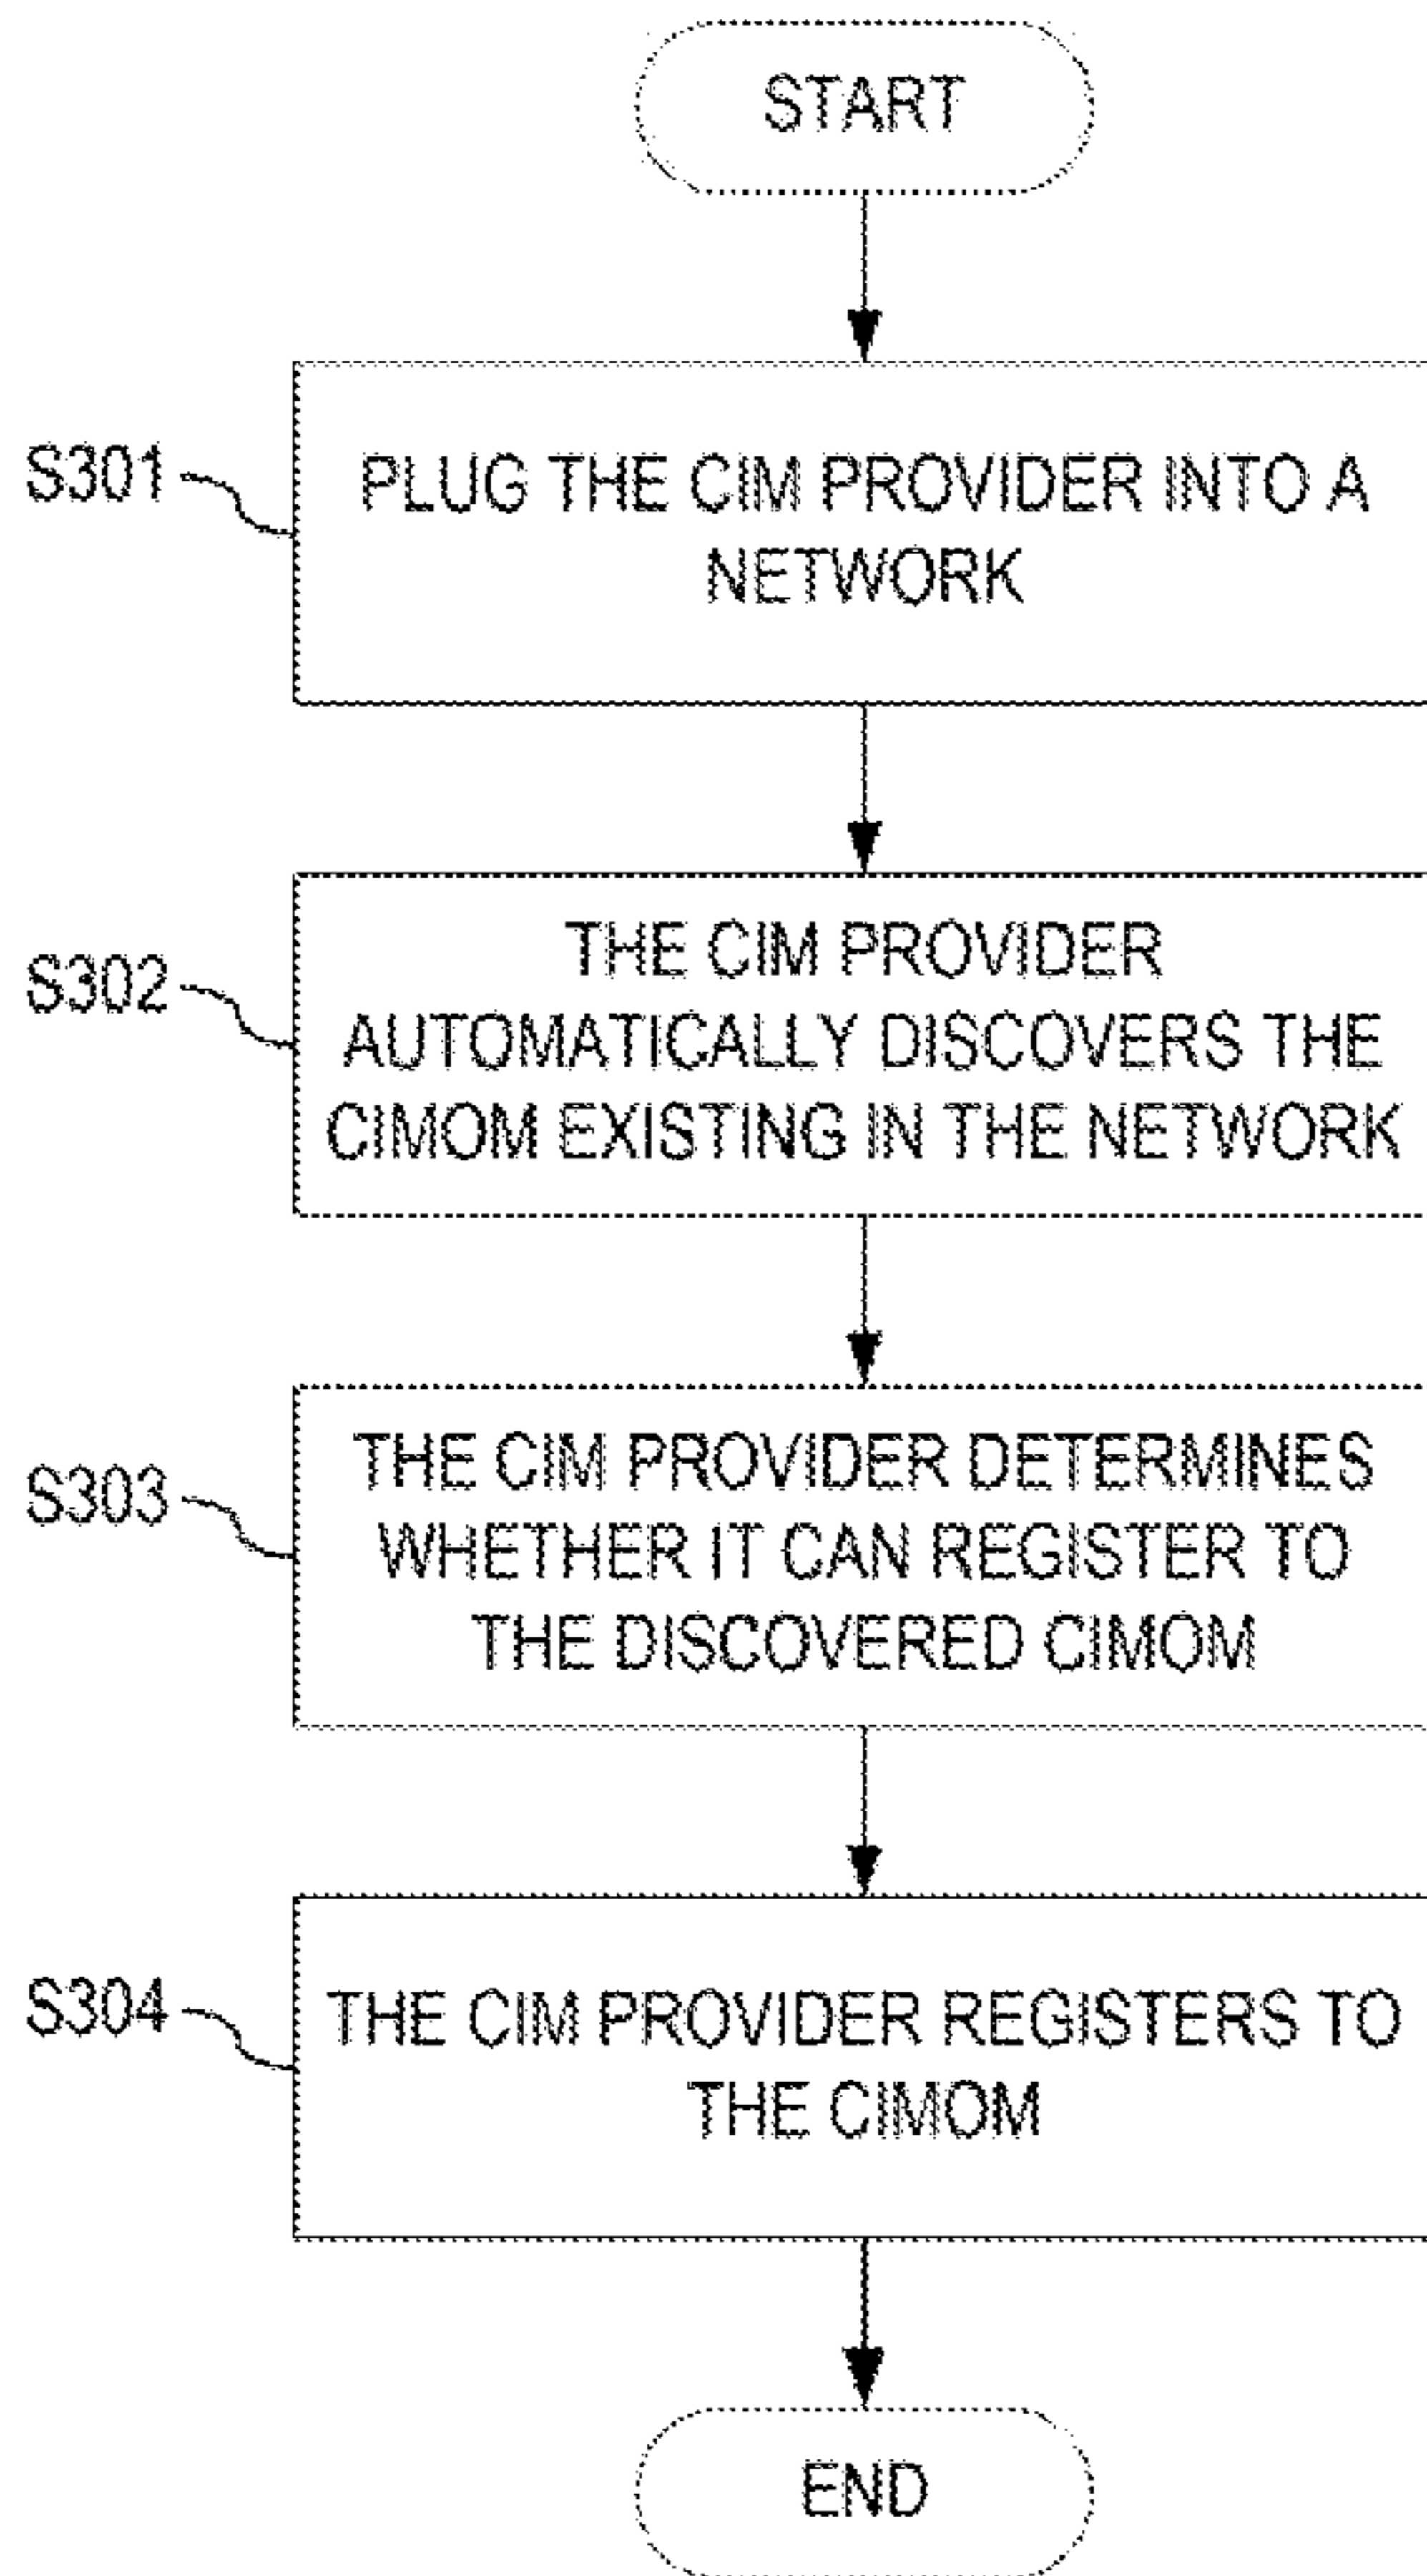 START
S301
PLUG THE CIM PROVIDER INTO A
NETWORK
S302
THE CIM PROVIDER
AUTOMATICALLY DISCOVERS THE
CIMOM EXISTING IN THE NETWORK
S303
THE CIM PROVIDER DETERMINES
WHETHER IT CAN REGISTER TO
THE DISCOVERED CIMOM
S304
THE CIM PROVIDER REGISTERS TO
THE CIMOM
END